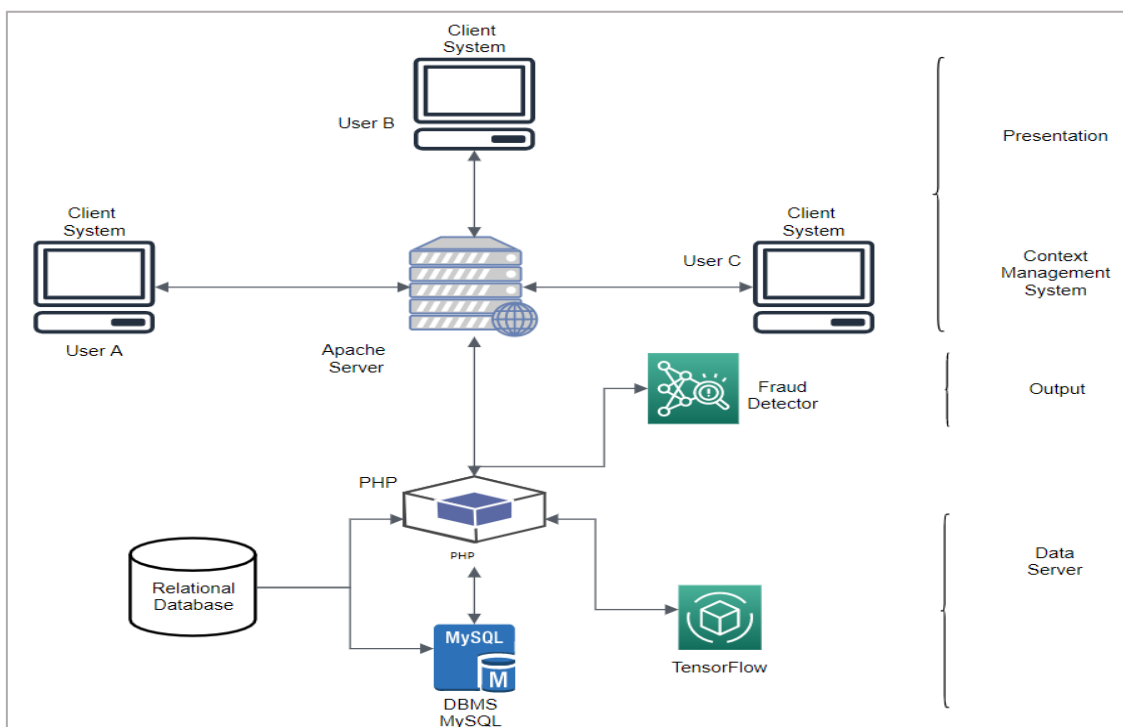 Client
System
User B
Presentation
Client
System
Client
System
User C
Context
Management
System
User A
Apache
Server
Fraud
Detector
Output
PHP
PHP
Data
Server
Relational
Database
MySQL
M
TensorFlow
DBMS
MySQL